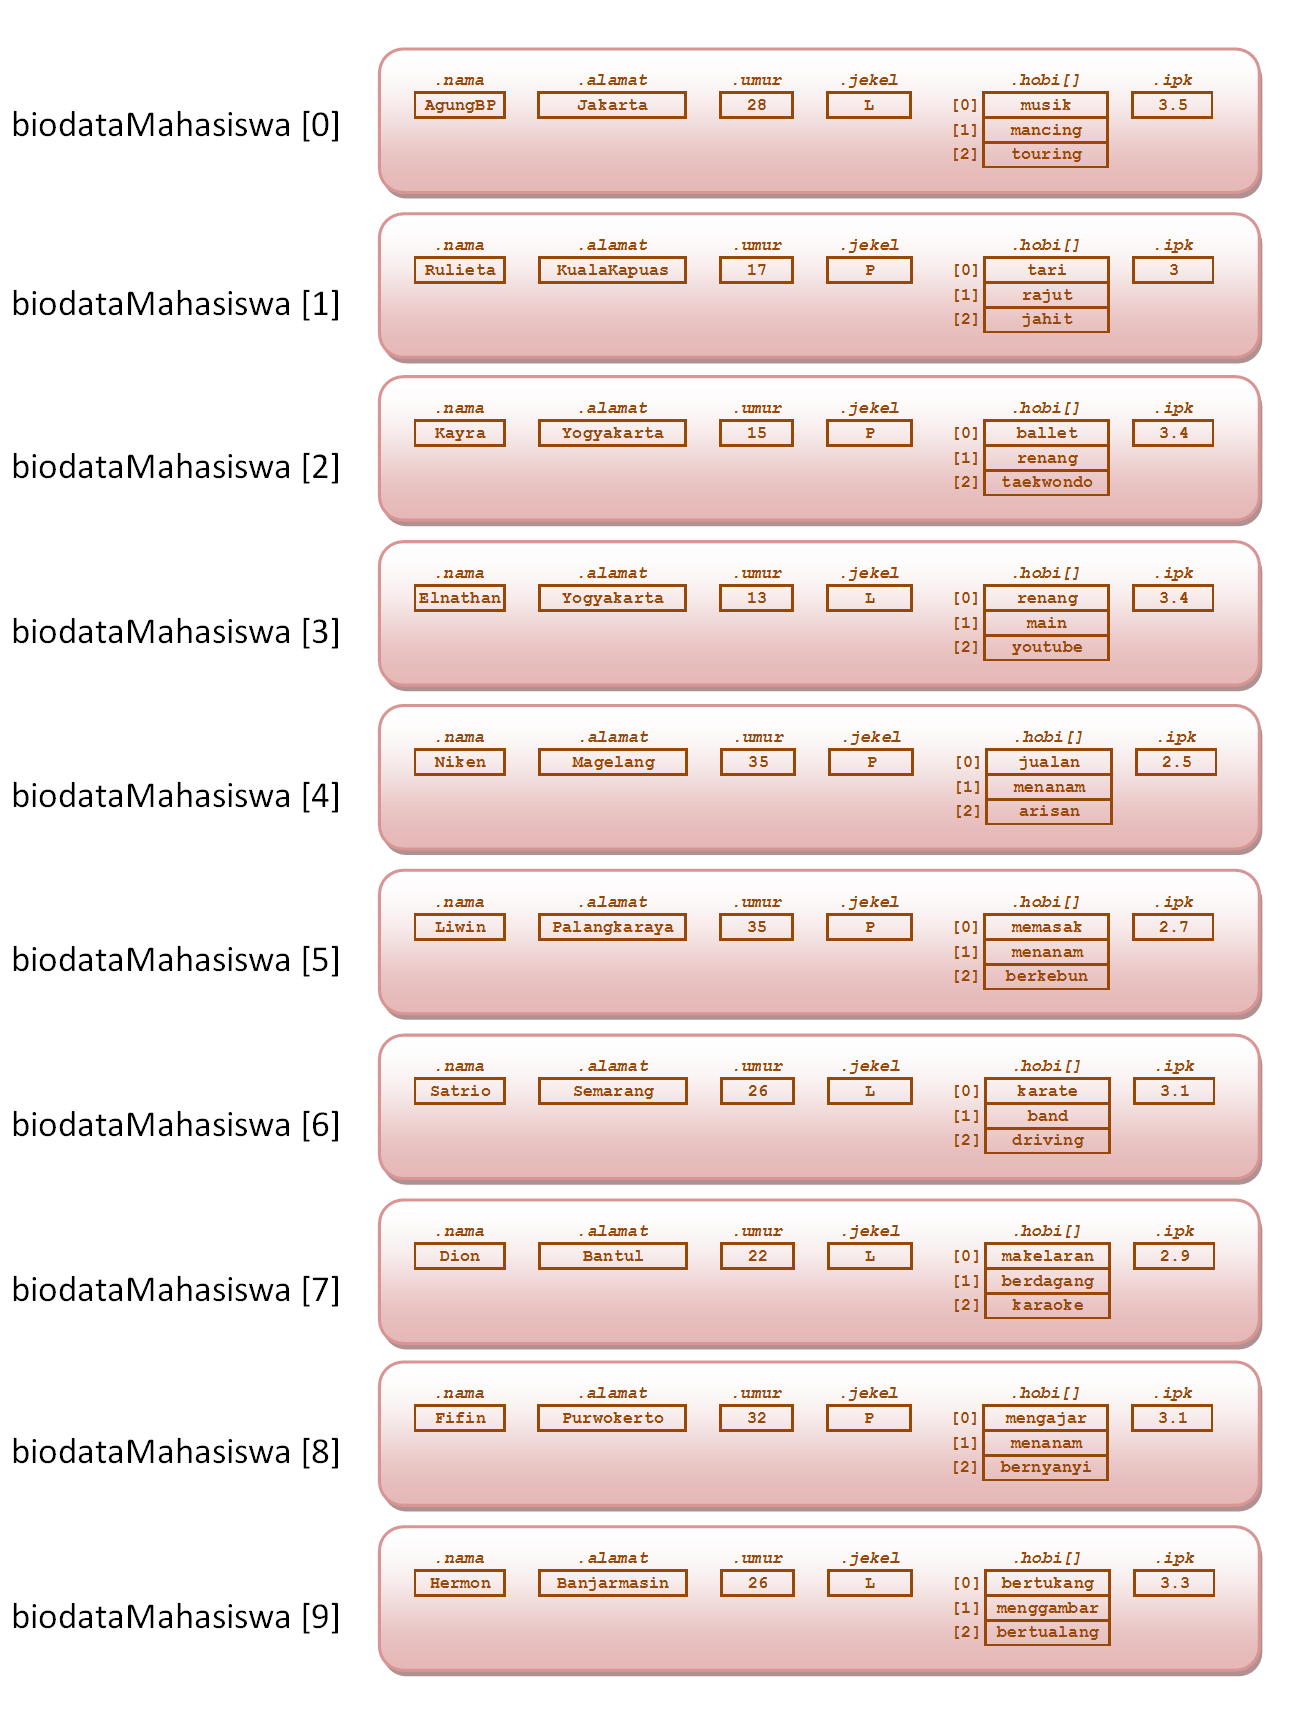 .nama .alamat .umur .jekel .hobi[] .ipk
biodataMahasiswa [0] AgungBP Jakarta 28 L [0] musik 3.5
[1] mancing
[2] touring
.nama .alamat .umur .jekel .hobi[] .ipk
biodataMahasiswa [1] Rulieta KualaKapuas 17 P [0] tari 3
[1] rajut
[2] jahit
.nama .alamat .umur .jekel .hobi[] .ipk
biodataMahasiswa [2] Kayra Yogyakarta 15 P [0] ballet 3.4
[1] renang
[2] taekwondo
.nama .alamat .umur .jekel .hobi[] .ipk
biodataMahasiswa [3] Elnathan Yogyakarta 13 L [0] renang 3.4
[1] main
[2] youtube
.nama .alamat .umur .jekel .hobi[] .ipk
biodataMahasiswa [4] Niken Magelang 35 P [0] jualan 2.5
[1] menanam
[2] arisan
.nama .alamat .umur .jekel .hobi[] .ipk
biodataMahasiswa [5] Liwin Palangkaraya 35 P [0] memasak 2.7
[1] menanam
[2] berkebun
.nama .alamat .umur .jekel .hobi[] .ipk
biodataMahasiswa [6] Satrio Semarang 26 L [0] karate 3.1
[1] band
[2] driving
.nama .alamat .umur .jekel .hobi[] .ipk
biodataMahasiswa [7] Dion Bantul 22 L [0] makelaran 2.9
[1] berdagang
[2] karaoke
.nama .alamat .umur .jekel .hobi[] .ipk
biodataMahasiswa [8] Fifin Purwokerto 32 P [0] mengajar 3.1
[1] menanam
[2] bernyanyi
.nama .alamat .umur .jekel .hobi[] .ipk
biodataMahasiswa [9] Hermon Banjarmasin 26 L [0] bertukang 3.3
[1] menggambar
[2] bertualang